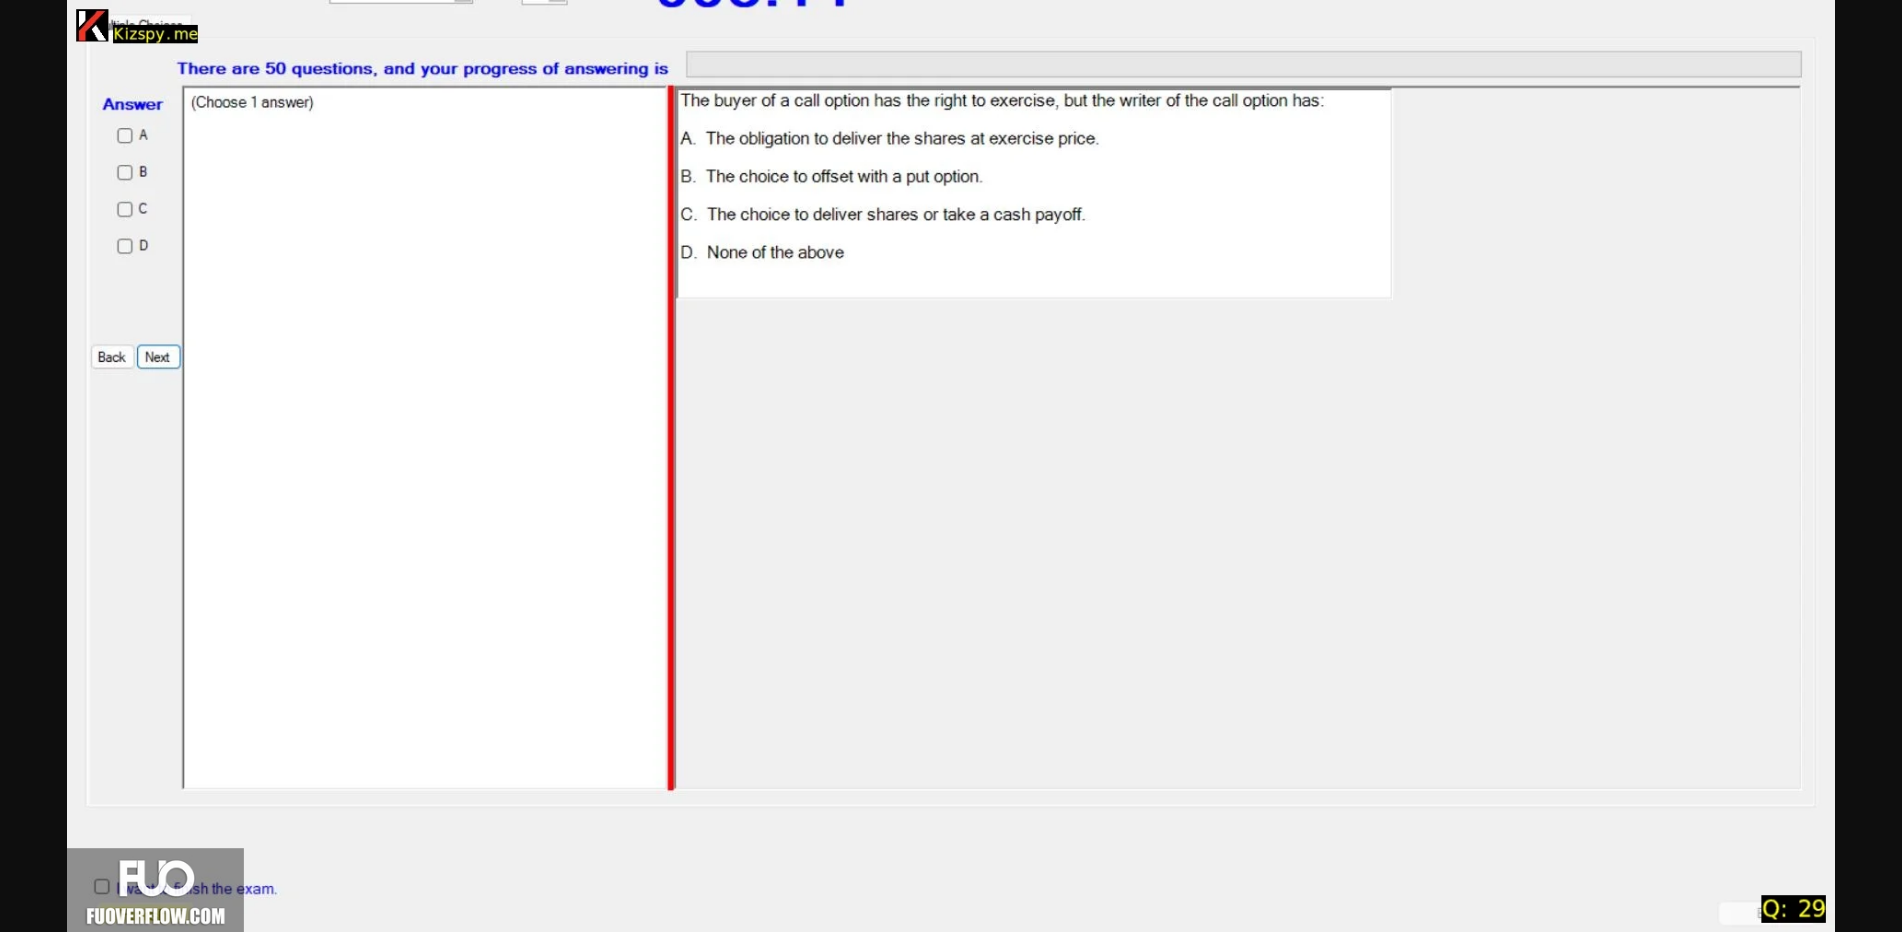 Kizspy.me
There are 50 questions, and your progress of answering is
Answer
(Choose 1 answer)
A
B
C
D
Back
Next
The buyer of a call option has the right to exercise, but the writer of the call option has:
A. The obligation to deliver the shares at exercise price.
B. The choice to offset with a put option.
C. The choice to deliver shares or take a cash payoff.
D. None of the above
FUO
the exam.
FUOVERFLOW.COM
Q: 29